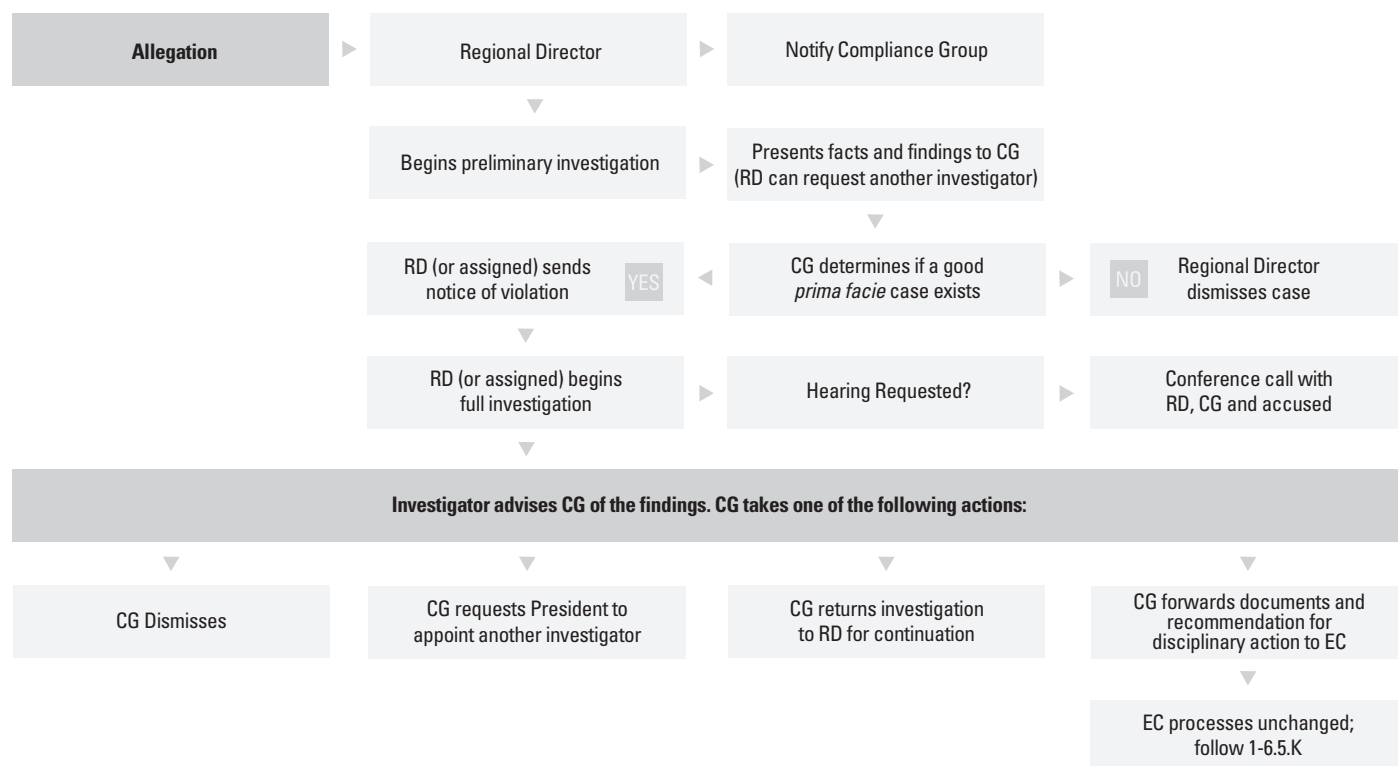 Allegation
Regional Director
Notify Compliance Group
Begins preliminary investigation
Presents facts and findings to CG
(RD can request another investigator)
RD (or assigned) sends
notice of violation
YES
CG determines if a good
prima facie case exists
NO
Regional Director
dismisses case
RD (or assigned) begins
full investigation
Hearing Requested?
Conference call with
RD, CG and accused
Investigator advises CG of the findings. CG takes one of the following actions:
CG Dismisses
CG requests President to
appoint another investigator
CG returns investigation
to RD for continuation
CG forwards documents and
recommendation for
disciplinary action to EC
EC processes unchanged;
follow 1-6.5.K